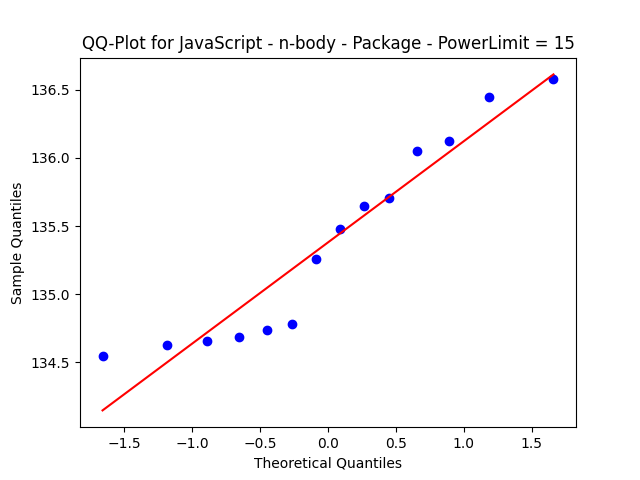 QQ-Plot for JavaScript - n-body - Package - PowerLimit = 15
136.5
136.0
135.5
135.0
134.5
Sample Quantiles
−1.5 −1.0 −0.5 0.0 0.5 1.0 1.5
Theoretical Quantiles